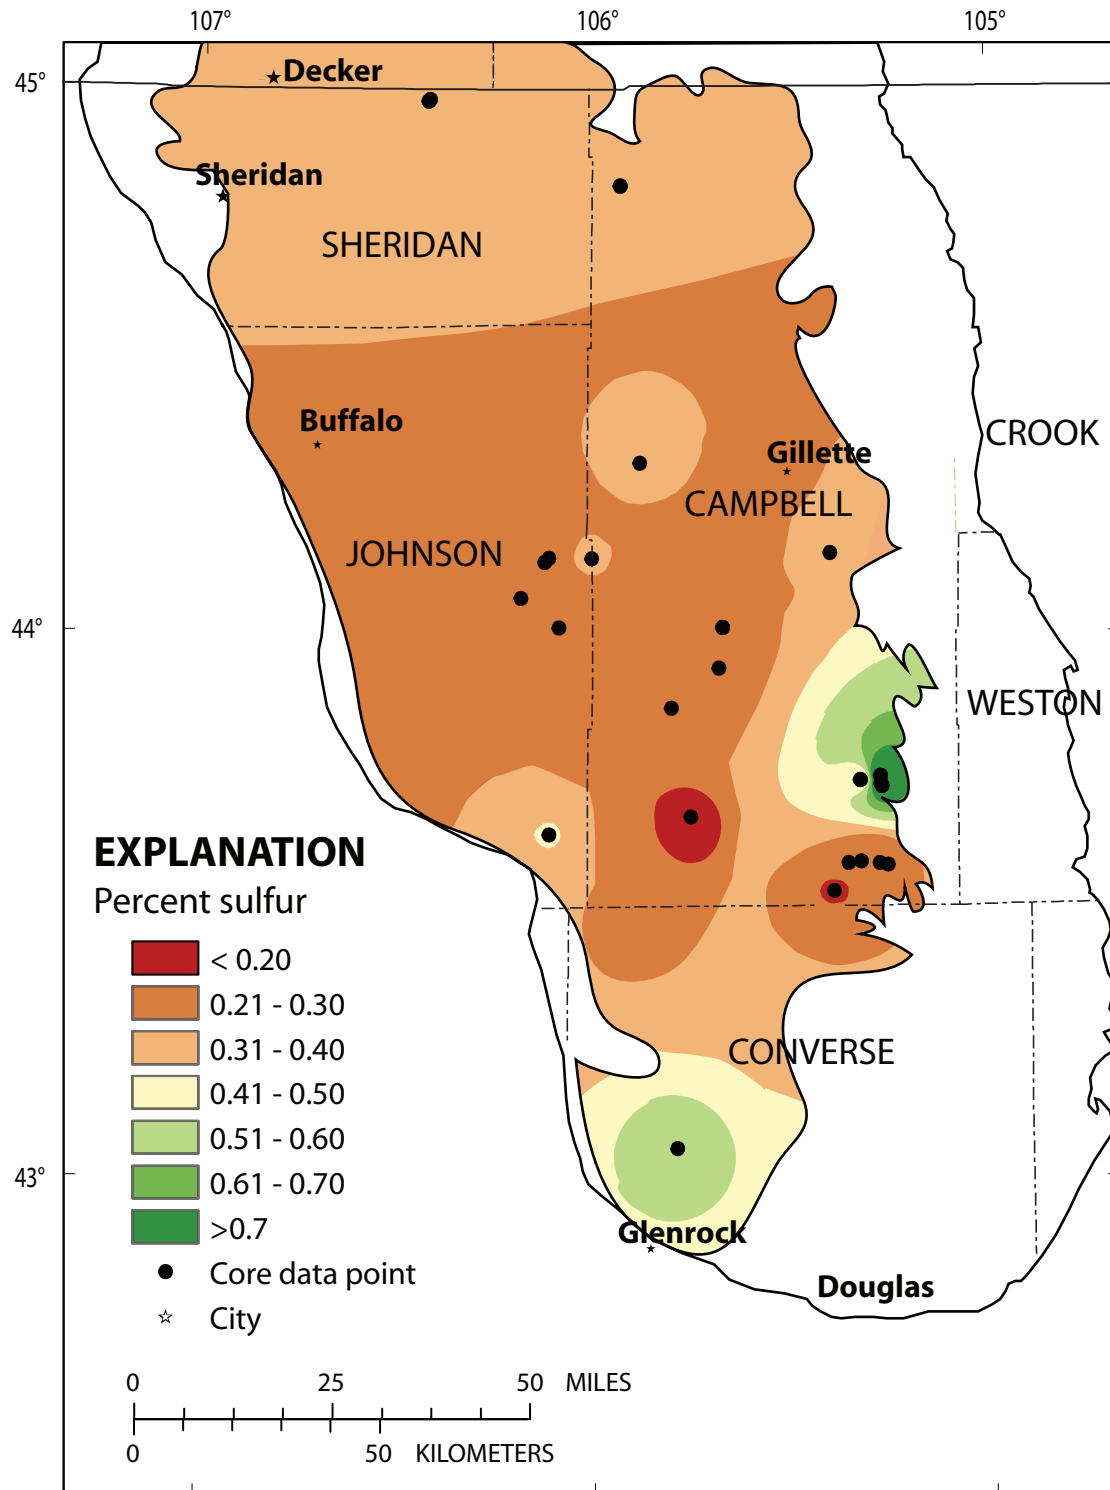 107° 106° 105°
45°
Decker
Sheridan
SHERIDAN
Buffalo
CROOK
Gillette
CAMPBELL
JOHNSON
44°
WESTON
EXPLANATION
Percent sulfur
< 0.20
0.21 - 0.30
0.31 - 0.40
CONVERSE
0.41 - 0.50
0.51 - 0.60
43°
0.61 - 0.70
>0.7
Glenrock
Core data point
Douglas
City
0 25 50 MILES
0 50 KILOMETERS